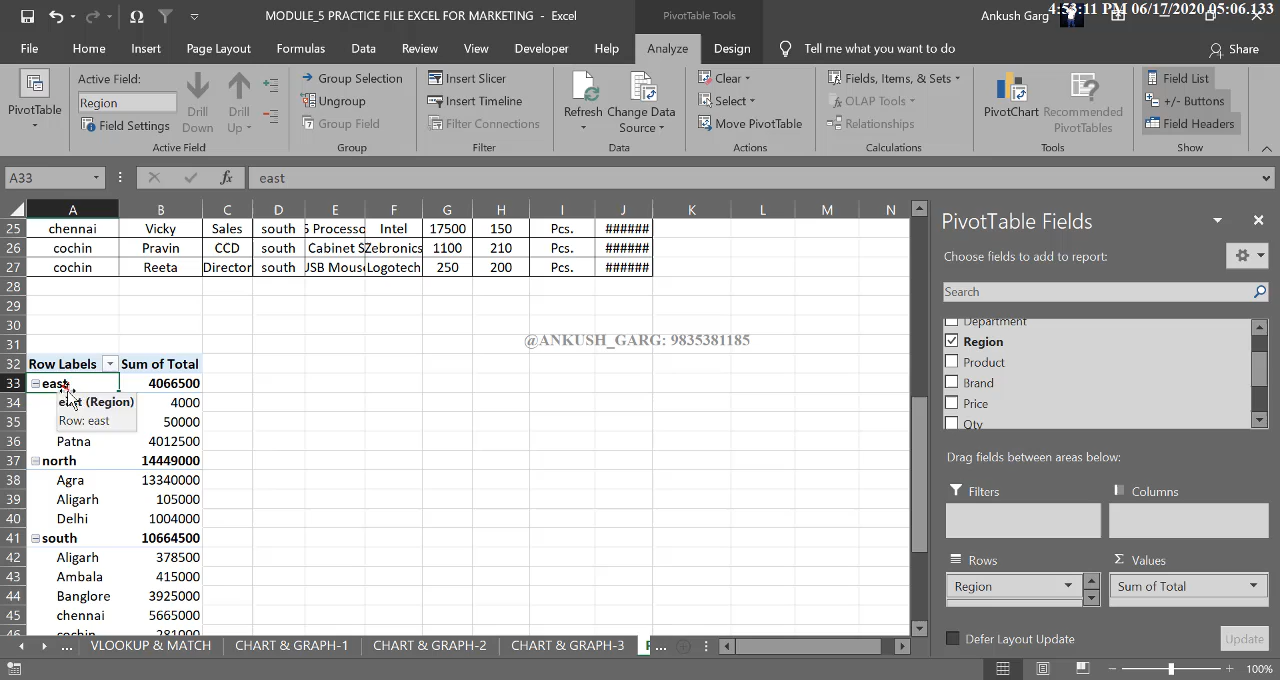 MODULE_5 PRACTICE FILE EXCEL FOR MARKETING - Excel
PivotTable Tools
Ankush Garg
4:53:11 PM 06/17/2020 05:06.133
File Home Insert Page Layout Formulas Data Review View Developer Help Analyze Design Tell me what you want to do Share
PivotTable
Active Field:
Region
Field Settings
Drill Down
Drill Up
Active Field
Group Selection
Ungroup
Group Field
Group
Insert Slicer
Insert Timeline
Filter Connections
Filter
Refresh
Change Data Source
Data
Clear
Select
Move PivotTable
Actions
Fields, Items, & Sets
OLAP Tools
Relationships
Calculations
PivotChart
Recommended PivotTables
Tools
Field List
+/- Buttons
Field Headers
Show
A33 fx east
A B C D E F G H I J K L M N
25 chennai Vicky Sales south 5 Processo Intel 17500 150 Pcs. ######
26 cochin Pravin CCD south Cabinet S Zebronics 1100 210 Pcs. ######
27 cochin Reeta Director south USB Mous Logotech 250 200 Pcs. ######
28
29
30
31
@ANKUSH_GARG: 9835381185
32 Row Labels Sum of Total
33 east 4066500
34 4000
35 50000
east (Region)
Row: east
36 Patna 4012500
37 north 14449000
38 Agra 13340000
39 Aligarh 105000
40 Delhi 1004000
41 south 10664500
42 Aligarh 378500
43 Ambala 415000
44 Banglore 3925000
45 chennai 5665000
46 cochin 281000
PivotTable Fields
Choose fields to add to report:
Search
Department
Region
Product
Brand
Price
Qty
Drag fields between areas below:
Filters Columns
Rows Σ Values
Region Sum of Total
Defer Layout Update Update
... VLOOKUP & MATCH CHART & GRAPH-1 CHART & GRAPH-2 CHART & GRAPH-3 ...
100%